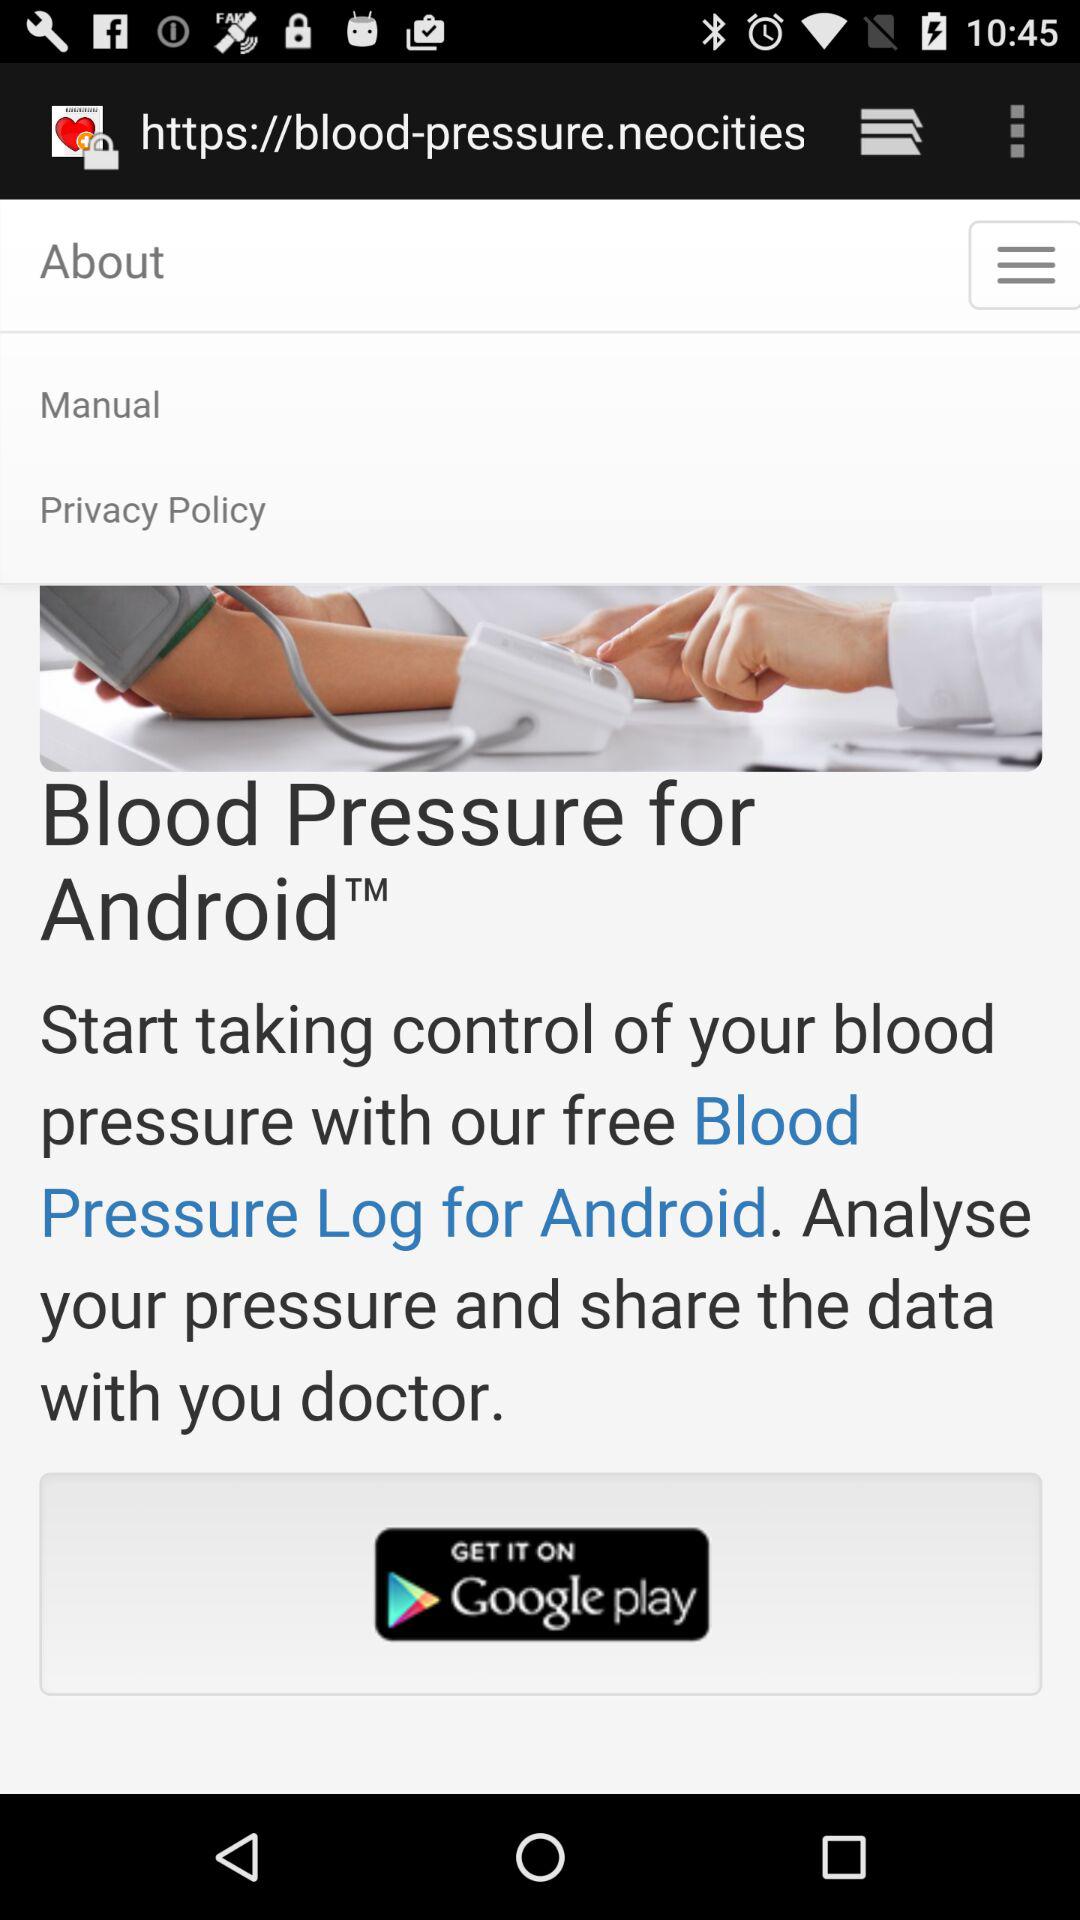 FAKE
10:45
https://blood-pressure.neocities
About
Manual
Privacy Policy
Blood Pressure for
Android™
Start taking control of your blood
pressure with our free Blood
Pressure Log for Android. Analyse
your pressure and share the data
with you doctor.
GET IT ON
Google play